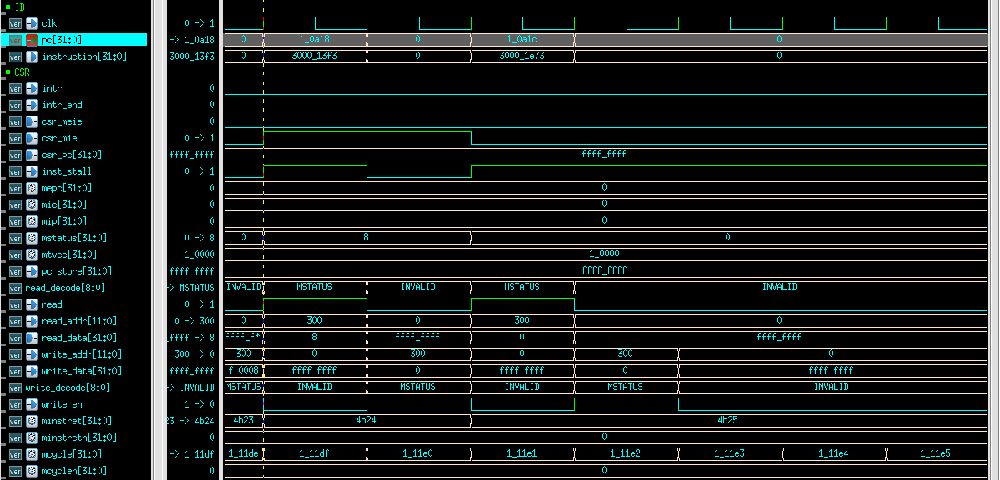 = ID
ver clk 0 -> 1
ver pc[31:0] -> 1_0a18 0 1_0a18 0 1_0a1c 0
ver instruction[31:0] 3000_13f3 0 3000_13f3 0 3000_1e73 0
= CSR
ver intr 0
ver intr_end 0
ver csr_meie 0
ver csr_mie 0 -> 1
ver csr_pc[31:0] ffff_ffff ffff_ffff
ver inst_stall 0 -> 1
ver mepc[31:0] 0 0
ver mie[31:0] 0 0
ver mip[31:0] 0 0
ver mstatus[31:0] 0 -> 8 0 8 0
ver mtvec[31:0] 1_0000 1_0000
ver pc_store[31:0] ffff_ffff ffff_ffff
ver read_decode[8:0] -> MSTATUS INVALID MSTATUS INVALID MSTATUS INVALID
ver read 0 -> 1
ver read_addr[11:0] 0 -> 300 0 300 0 300 0
ver read_data[31:0] _ffff -> 8 ffff_f* 8 ffff_ffff 0 ffff_ffff
ver write_addr[11:0] 300 -> 0 300 0 300 0 300 0
ver write_data[31:0] ffff_ffff f_0008 ffff_ffff 0 ffff_ffff 0 ffff_ffff
ver write_decode[8:0] -> INVALID MSTATUS INVALID MSTATUS INVALID MSTATUS INVALID
ver write_en 1 -> 0
ver minstret[31:0] 23 -> 4b24 4b23 4b24 4b25
ver minstreth[31:0] 0 0
ver mcycle[31:0] -> 1_11df 1_11de 1_11df 1_11e0 1_11e1 1_11e2 1_11e3 1_11e4 1_11e5
ver mcycleh[31:0] 0 0